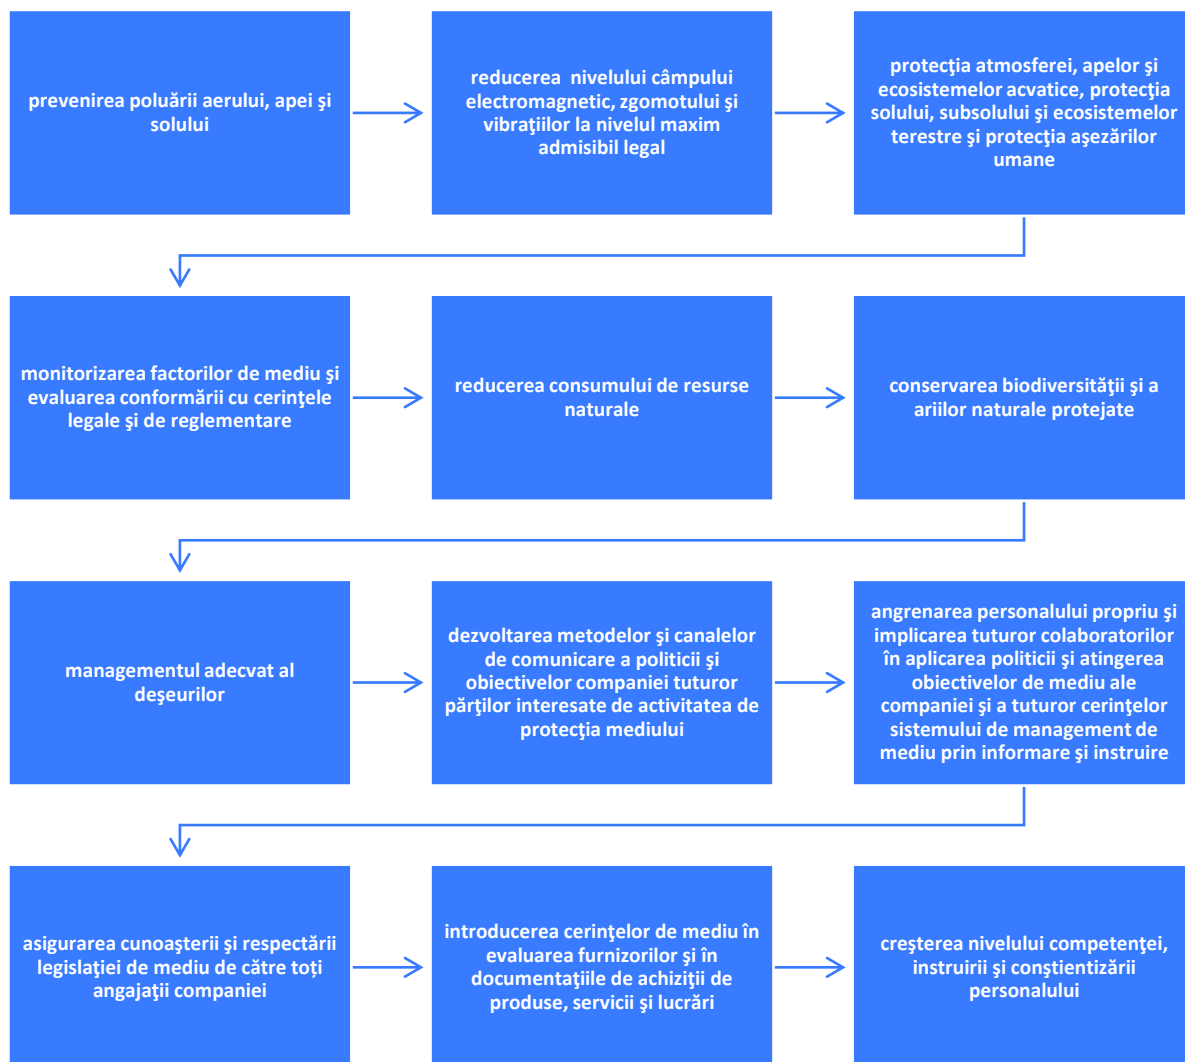 prevenirea poluării aerului, apei şi
solului
reducerea nivelului câmpului
electromagnetic, zgomotului şi
vibraţiilor la nivelul maxim
admisibil legal
protecţia atmosferei, apelor şi
ecosistemelor acvatice, protecţia
solului, subsolului şi ecosistemelor
terestre şi protecţia aşezărilor
umane
monitorizarea factorilor de mediu şi
evaluarea conformării cu cerinţele
legale şi de reglementare
reducerea consumului de resurse
naturale
conservarea biodiversităţii şi a
ariilor naturale protejate
managementul adecvat al
deşeurilor
dezvoltarea metodelor şi canalelor
de comunicare a politicii şi
obiectivelor companiei tuturor
părţilor interesate de activitatea de
protecţia mediului
angrenarea personalului propriu şi
implicarea tuturor colaboratorilor
în aplicarea politicii şi atingerea
obiectivelor de mediu ale
companiei şi a tuturor cerinţelor
sistemului de management de
mediu prin informare şi instruire
asigurarea cunoaşterii şi respectării
legislaţiei de mediu de către toți
angajaţii companiei
introducerea cerinţelor de mediu în
evaluarea furnizorilor şi în
documentaţiile de achiziţii de
produse, servicii şi lucrări
creşterea nivelului competenţei,
instruirii şi conştientizării
personalului